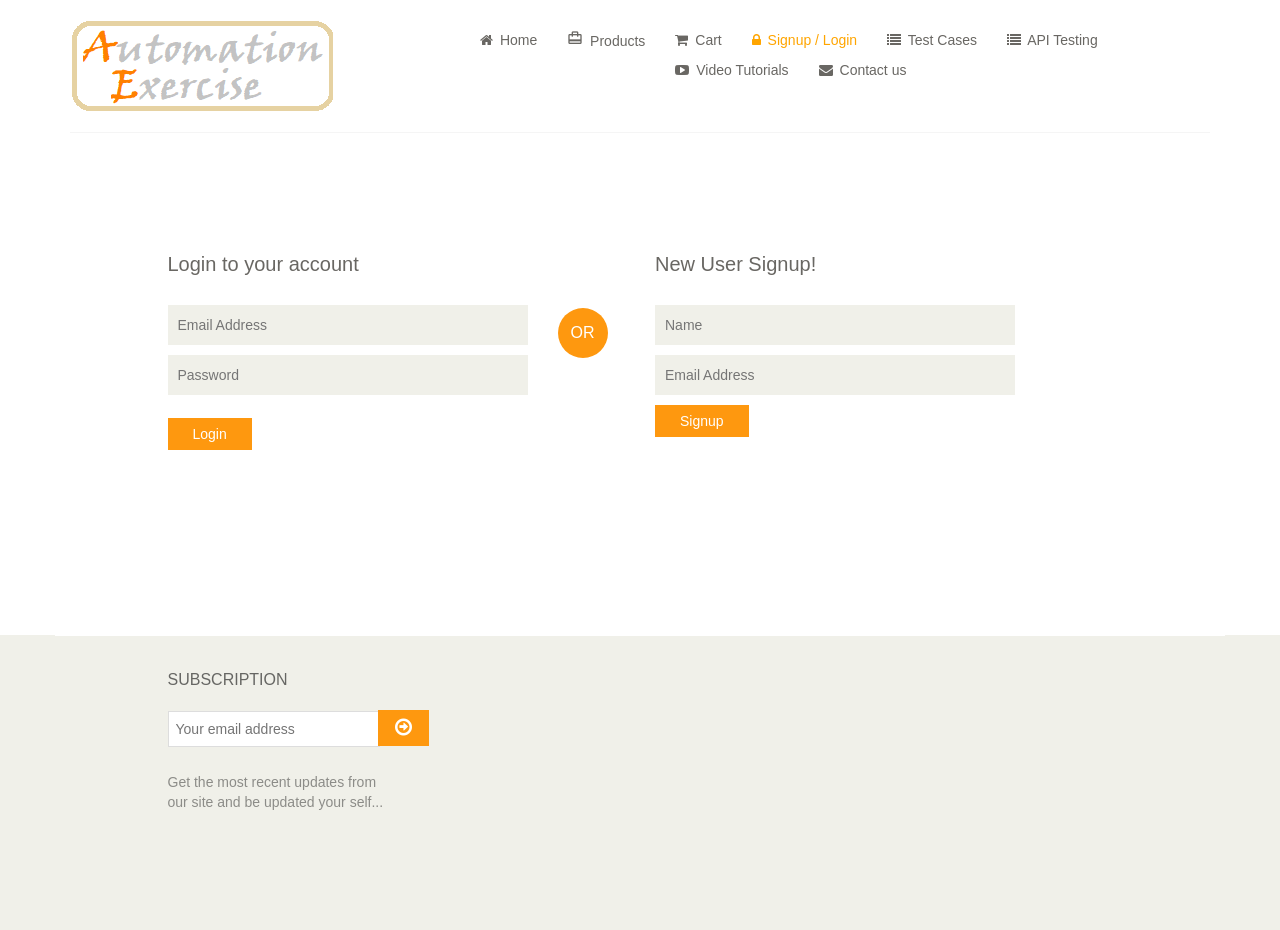 Automation
Exercise
Home Products Cart Signup / Login Test Cases API Testing
Video Tutorials Contact us
Login to your account
Email Address
Password
Login
OR
New User Signup!
Name
Email Address
Signup
SUBSCRIPTION
Your email address
Get the most recent updates from
our site and be updated your self...